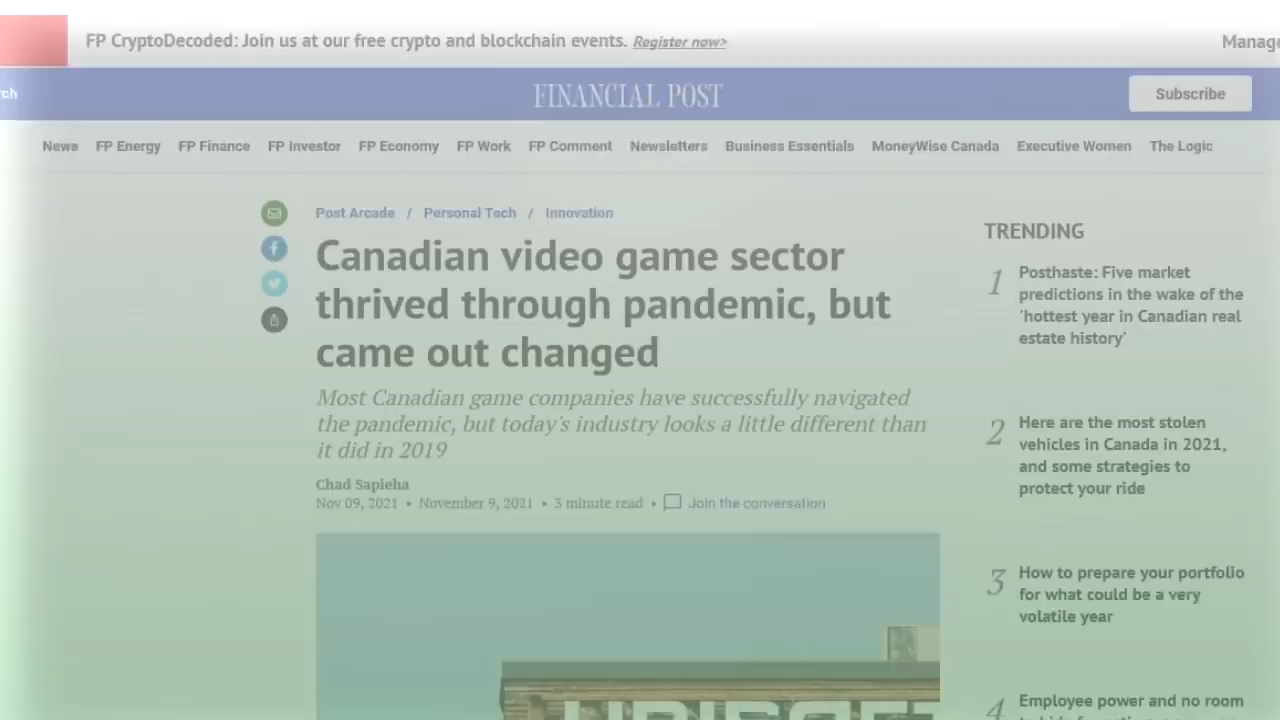 FP CryptoDecoded: Join us at our free crypto and blockchain events. Register now>
Manage
rch
FINANCIAL POST
Subscribe
News FP Energy FP Finance FP Investor FP Economy FP Work FP Comment Newsletters Business Essentials MoneyWise Canada Executive Women The Logic
Post Arcade / Personal Tech / Innovation
Canadian video game sector
thrived through pandemic, but
came out changed
Most Canadian game companies have successfully navigated
the pandemic, but today's industry looks a little different than
it did in 2019
Chad Sapieha
Nov 09, 2021 • November 9, 2021 • 3 minute read • Join the conversation
UBISOFT
TRENDING
1
Posthaste: Five market
predictions in the wake of the
'hottest year in Canadian real
estate history'
2
Here are the most stolen
vehicles in Canada in 2021,
and some strategies to
protect your ride
3
How to prepare your portfolio
for what could be a very
volatile year
4
Employee power and no room